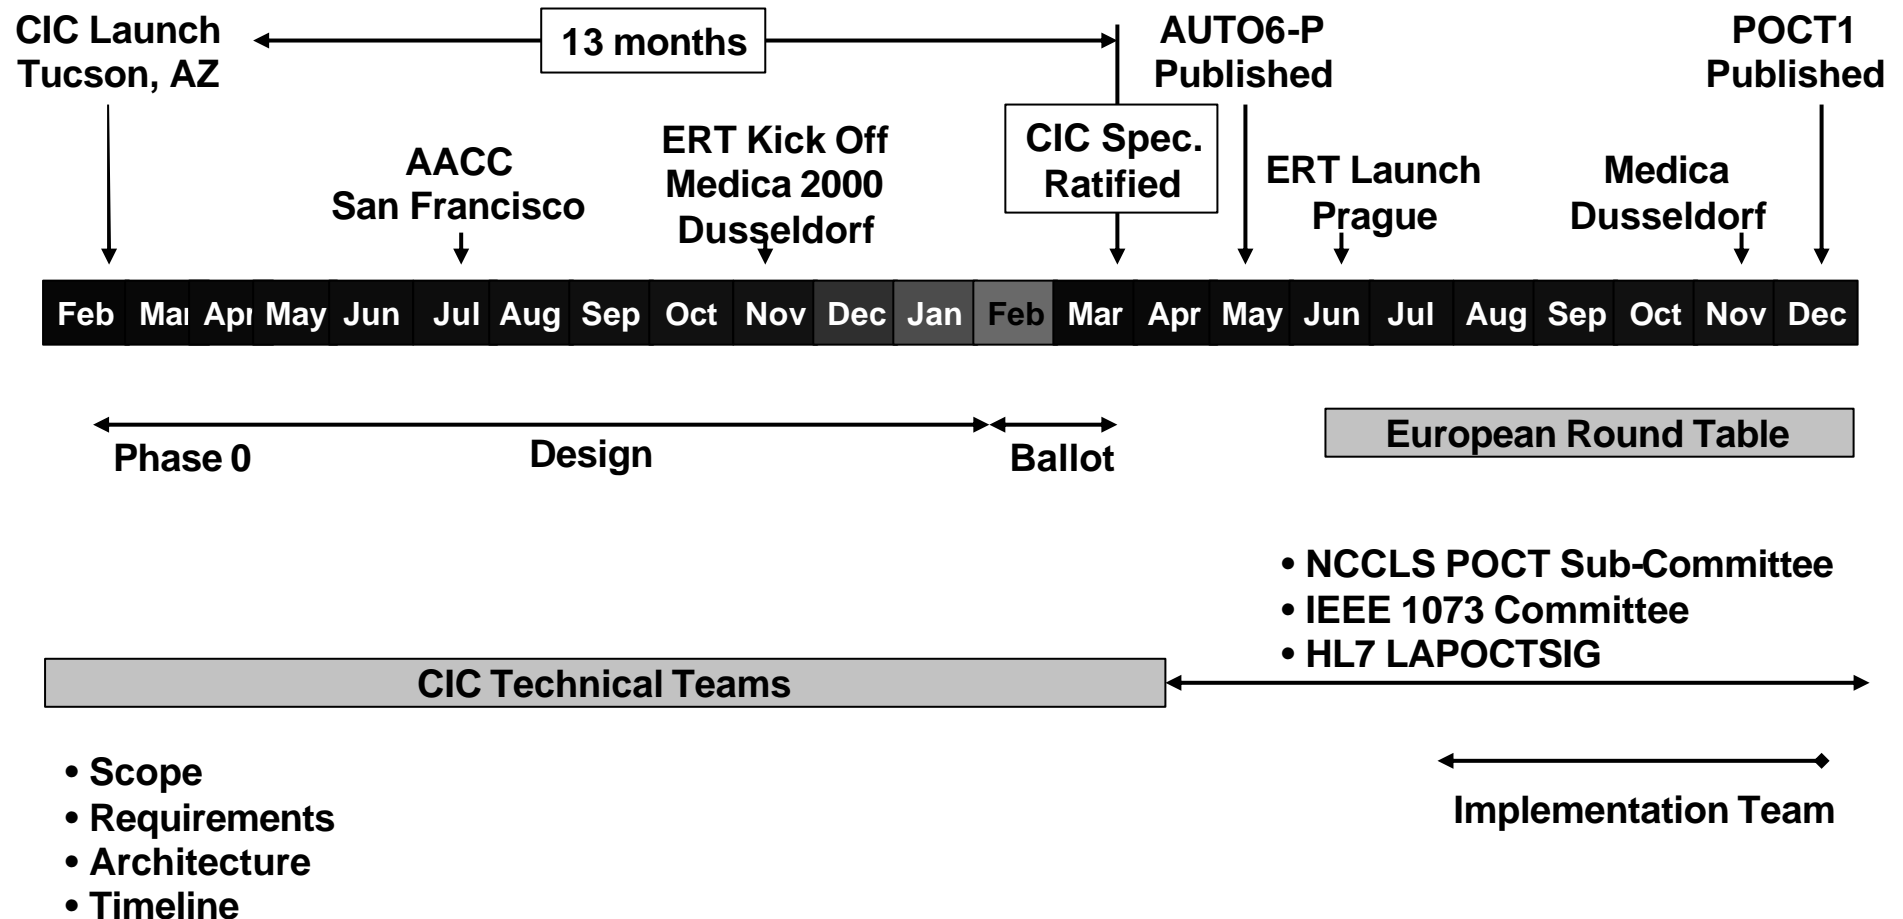 CIC Launch
Tucson, AZ
13 months
AUTO6-P
Published
POCT1
Published
AACC
San Francisco
ERT Kick Off
Medica 2000
Dusseldorf
CIC Spec.
Ratified
ERT Launch
Prague
Medica
Dusseldorf
Feb Mar Apr May Jun Jul Aug Sep Oct Nov Dec Jan Feb Mar Apr May Jun Jul Aug Sep Oct Nov Dec
Phase 0
Design
Ballot
European Round Table
• NCCLS POCT Sub-Committee
• IEEE 1073 Committee
• HL7 LAPOCTSIG
CIC Technical Teams
• Scope
• Requirements
• Architecture
• Timeline
Implementation Team